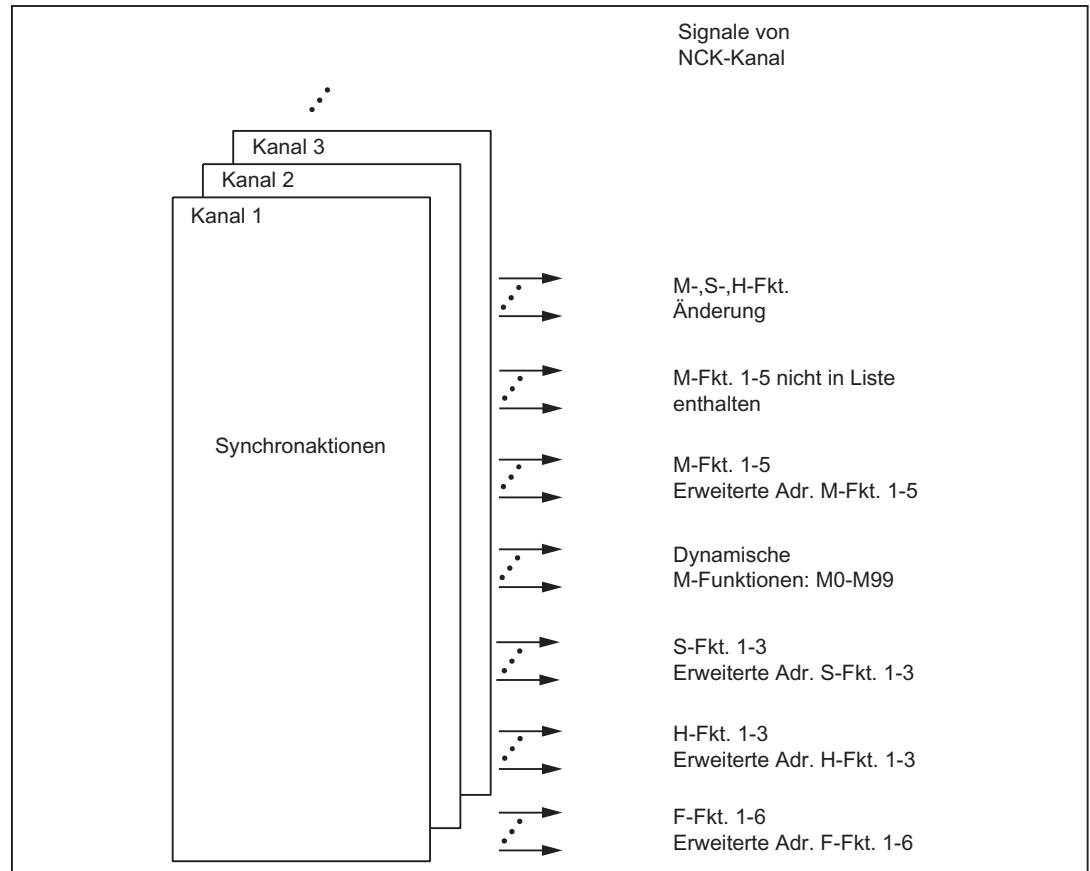 Signale von
NCK-Kanal
Kanal 3
Kanal 2
Kanal 1
M-,S-,H-Fkt.
Änderung
M-Fkt. 1-5 nicht in Liste
enthalten
Synchronaktionen
M-Fkt. 1-5
Erweiterte Adr. M-Fkt. 1-5
Dynamische
M-Funktionen: M0-M99
S-Fkt. 1-3
Erweiterte Adr. S-Fkt. 1-3
H-Fkt. 1-3
Erweiterte Adr. H-Fkt. 1-3
F-Fkt. 1-6
Erweiterte Adr. F-Fkt. 1-6